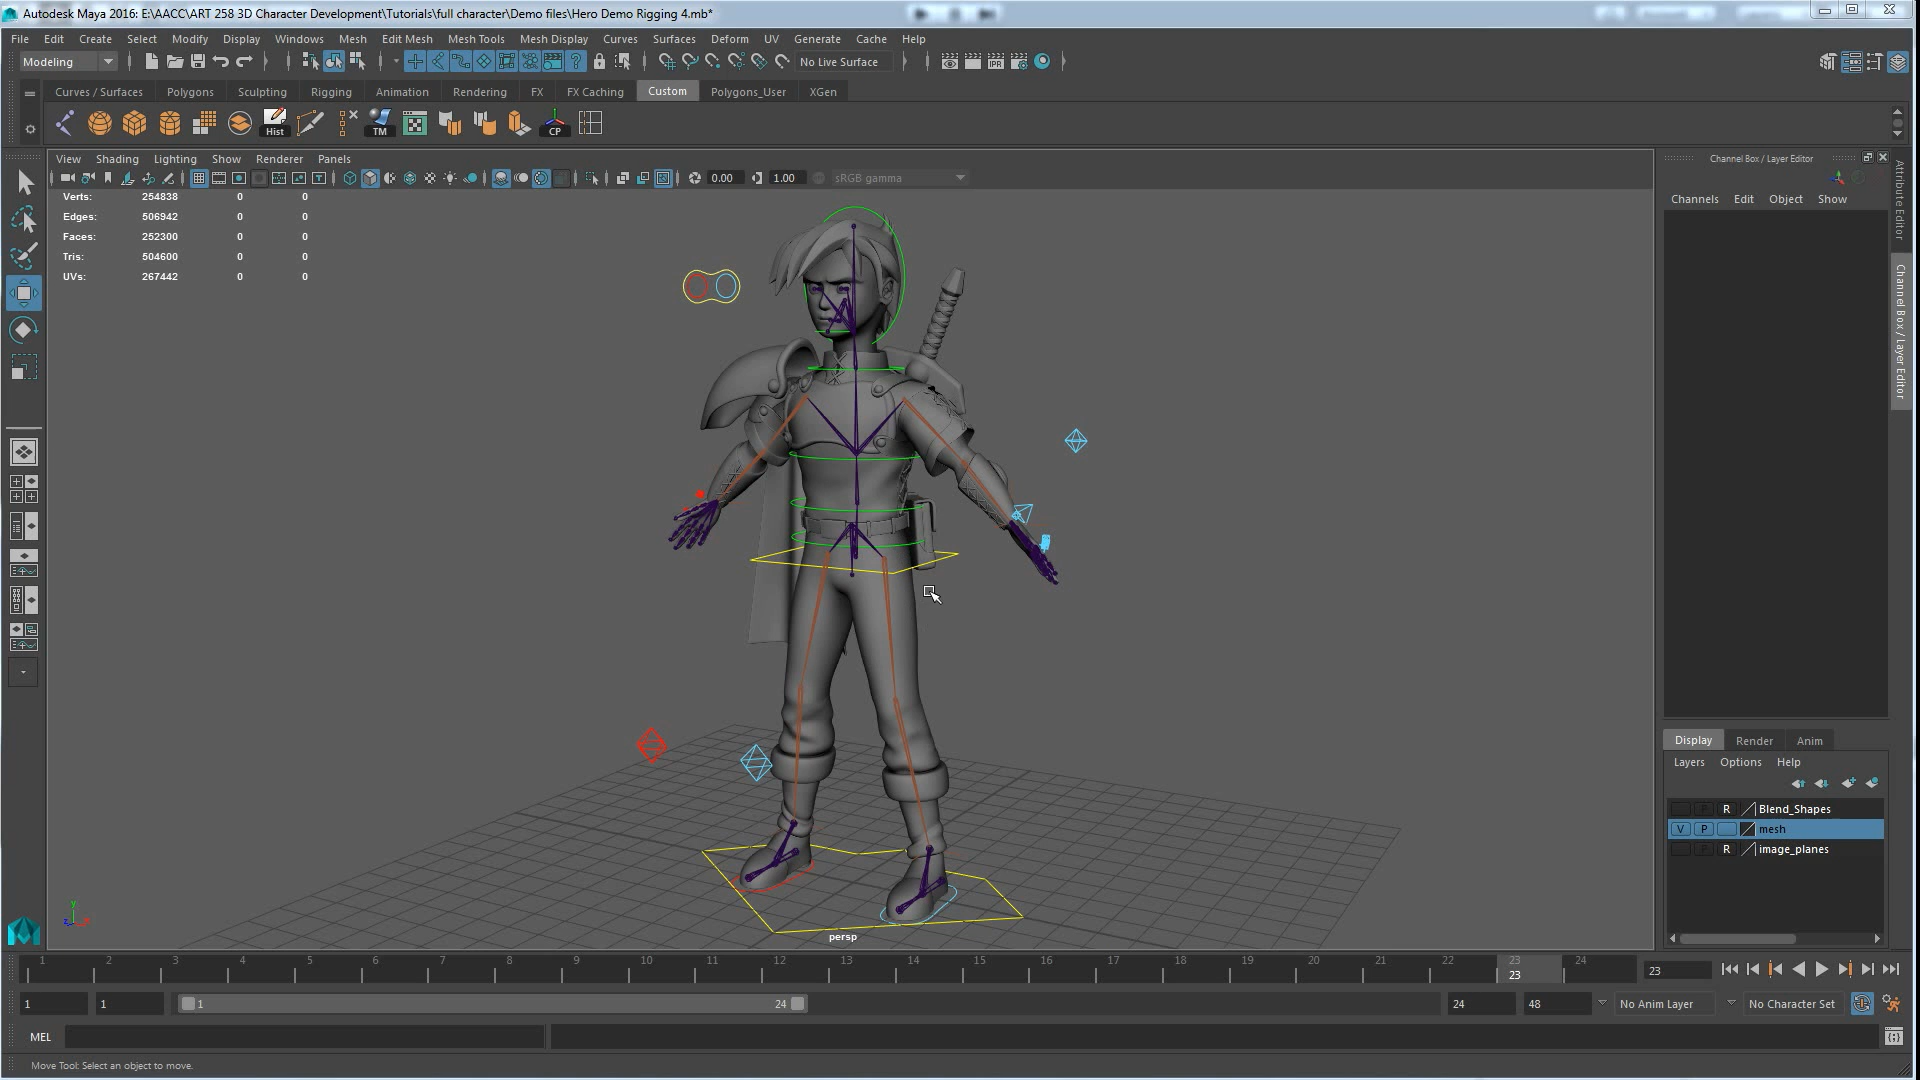 Autodesk Maya 2016: E:\AACC\ART 258 3D Character Development\Tutorials\full character\Demo files\Hero Demo Rigging 4.mb*
File Edit Create Select Modify Display Windows Mesh Edit Mesh Mesh Tools Mesh Display Curves Surfaces Deform UV Generate Cache Help
Modeling No Live Surface IPR
Curves / Surfaces Polygons Sculpting Rigging Animation Rendering FX FX Caching Custom Polygons_User XGen
Hist TM CP
View Shading Lighting Show Renderer Panels
0.00 1.00 sRGB gamma
Verts: 254838 0 0
Edges: 506942 0 0
Faces: 252300 0 0
Tris: 504600 0 0
UVs: 267442 0 0
persp
y
z
Channel Box / Layer Editor
Channels Edit Object Show
Attribute Editor
Channel Box / Layer Editor
Display Render Anim
Layers Options Help
P R Blend_Shapes
V P mesh
P R image_planes
1 2 3 4 5 6 7 8 9 10 11 12 13 14 15 16 17 18 19 20 21 22 23 24
23
23
1 1 1 24 24 48 No Anim Layer No Character Set
MEL
Move Tool: Select an object to move.